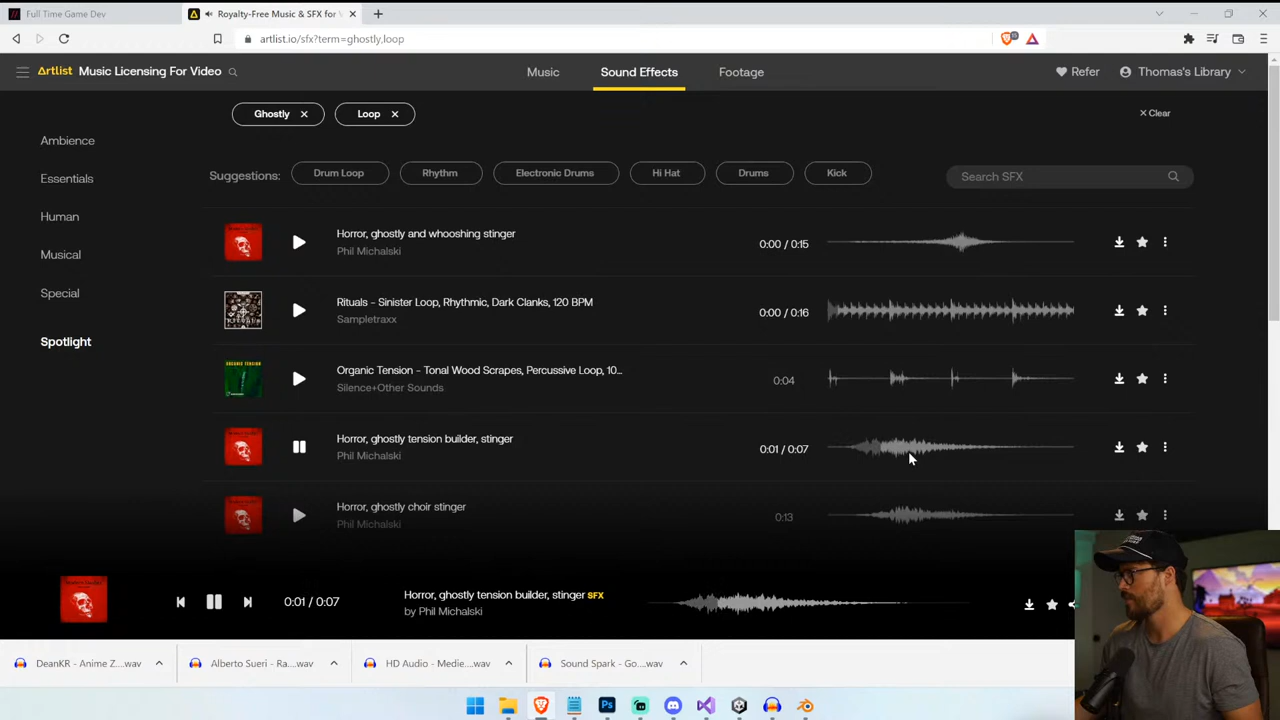 Full Time Game Dev
Royalty-Free Music & SFX for V
artlist.io/sfx?term=ghostly,loop
Artlist Music Licensing For Video
Music
Sound Effects
Footage
Refer
Thomas's Library
Ghostly
Loop
Clear
Ambience
Essentials
Human
Musical
Special
Spotlight
Suggestions:
Drum Loop
Rhythm
Electronic Drums
Hi Hat
Drums
Kick
Search SFX
Horror, ghostly and whooshing stinger
Phil Michalski
0:00 / 0:15
Rituals - Sinister Loop, Rhythmic, Dark Clanks, 120 BPM
Sampletraxx
0:00 / 0:16
Organic Tension - Tonal Wood Scrapes, Percussive Loop, 10...
Silence+Other Sounds
0:04
Horror, ghostly tension builder, stinger
Phil Michalski
0:01 / 0:07
Horror, ghostly choir stinger
Phil Michalski
0:13
0:01 / 0:07
Horror, ghostly tension builder, stinger SFX
by Phil Michalski
DeanKR - Anime Z....wav
Alberto Sueri - Ra....wav
HD Audio - Medie....wav
Sound Spark - Go....wav